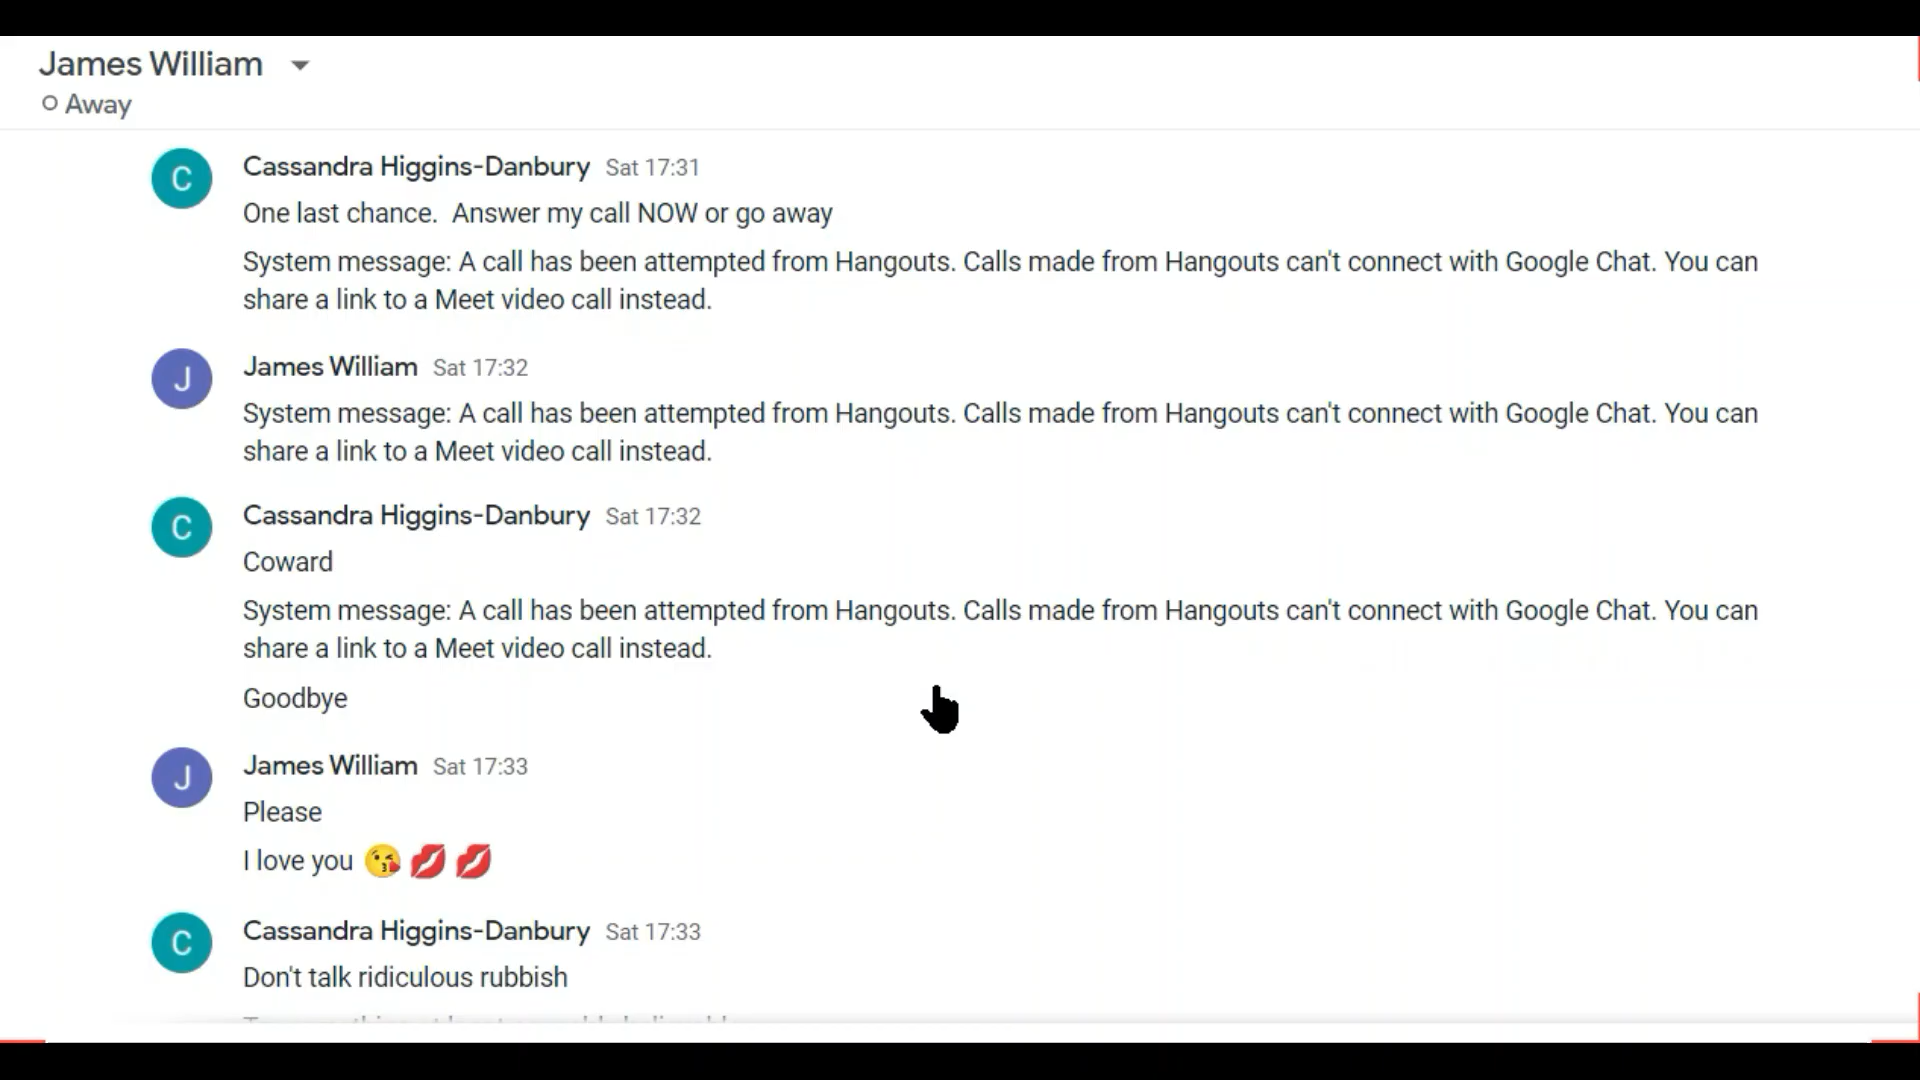 James William
Away
C
Cassandra Higgins-Danbury Sat 17:31
One last chance.  Answer my call NOW or go away
System message: A call has been attempted from Hangouts. Calls made from Hangouts can't connect with Google Chat. You can
share a link to a Meet video call instead.
J
James William Sat 17:32
System message: A call has been attempted from Hangouts. Calls made from Hangouts can't connect with Google Chat. You can
share a link to a Meet video call instead.
C
Cassandra Higgins-Danbury Sat 17:32
Coward
System message: A call has been attempted from Hangouts. Calls made from Hangouts can't connect with Google Chat. You can
share a link to a Meet video call instead.
Goodbye
J
James William Sat 17:33
Please
I love you 😘 💋 💋
C
Cassandra Higgins-Danbury Sat 17:33
Don't talk ridiculous rubbish